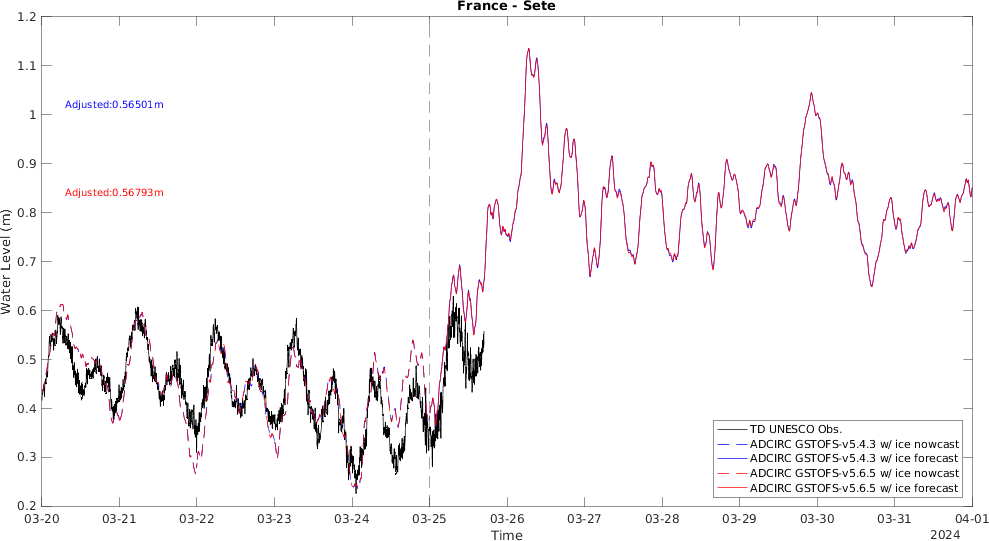 France - Sete
1.2
1.1
1
0.9
0.8
0.7
0.6
0.5
0.4
0.3
0.2
Water Level (m)
Adjusted:0.56501m
Adjusted:0.56793m
TD UNESCO Obs.
ADCIRC GSTOFS-v5.4.3 w/ ice nowcast
ADCIRC GSTOFS-v5.4.3 w/ ice forecast
ADCIRC GSTOFS-v5.6.5 w/ ice nowcast
ADCIRC GSTOFS-v5.6.5 w/ ice forecast
03-20 03-21 03-22 03-23 03-24 03-25 03-26 03-27 03-28 03-29 03-30 03-31 04-01
Time 2024